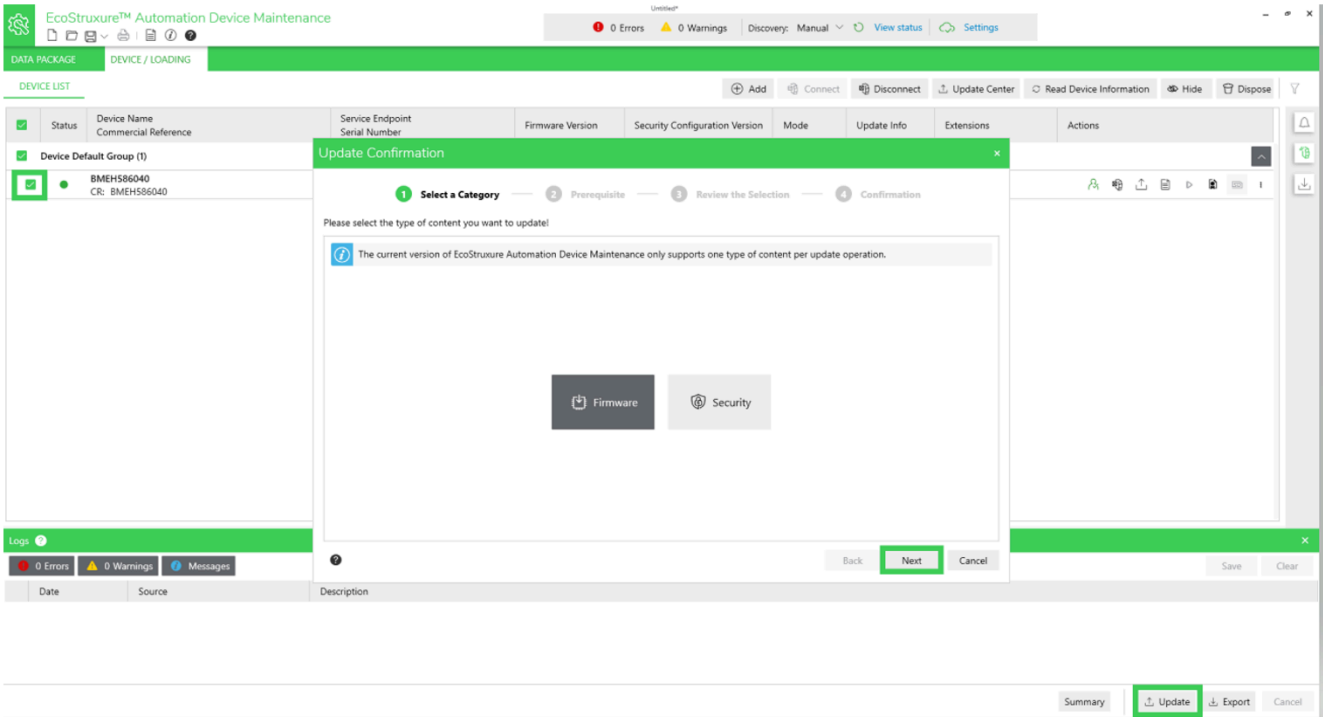 Untitled*
EcoStruxure™ Automation Device Maintenance
0 Errors 0 Warnings Discovery: Manual View status Settings
DATA PACKAGE DEVICE / LOADING
DEVICE LIST
Add Connect Disconnect Update Center Read Device Information Hide Dispose
Status Device Name Service Endpoint Firmware Version Security Configuration Version Mode Update Info Extensions Actions
Commercial Reference Serial Number
Device Default Group (1)
BMEH586040
CR: BMEH586040
Update Confirmation
1 Select a Category 2 Prerequisite 3 Review the Selection 4 Confirmation
Please select the type of content you want to update!
The current version of EcoStruxure Automation Device Maintenance only supports one type of content per update operation.
Firmware Security
Back Next Cancel
Logs
0 Errors 0 Warnings Messages Save Clear
Date Source Description
Summary Update Export Cancel